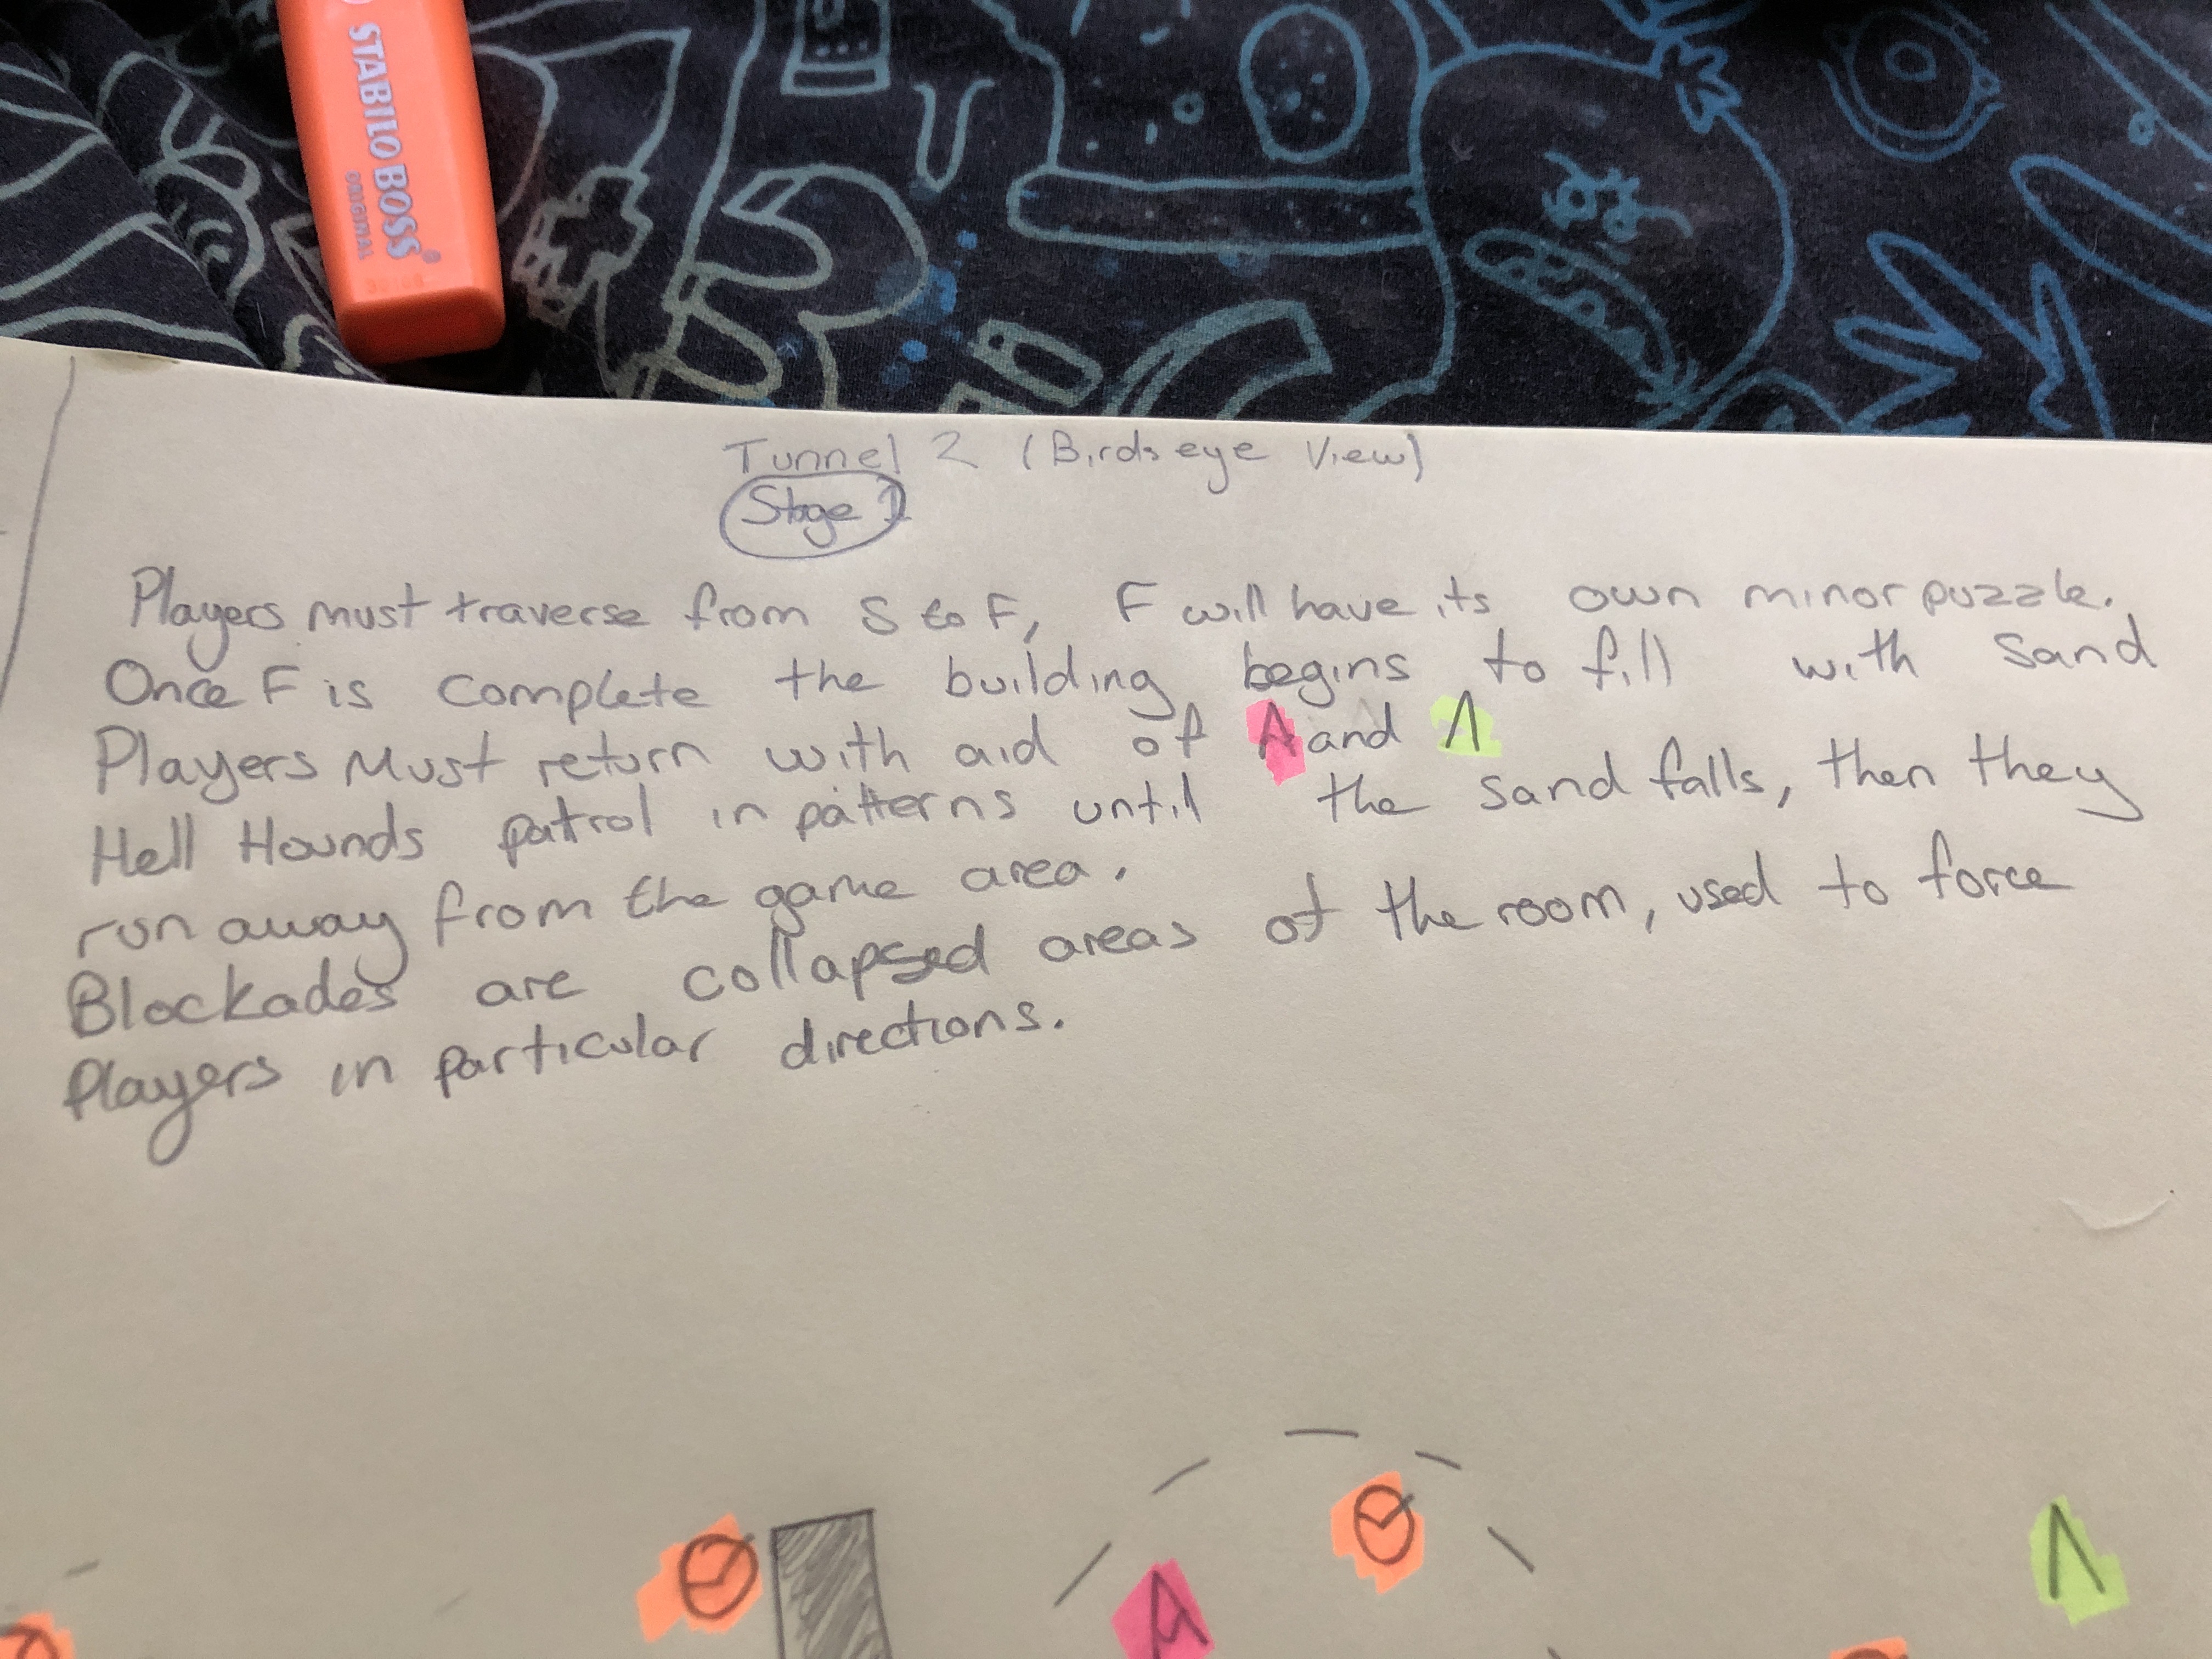 Tunnel 2 (Birds eye View)
Stage 1
Players must traverse from S to F, F will have its own minor puzzle.
Once F is complete the building begins to fill with Sand
Players Must return with aid of A and Λ
Hell Hounds patrol in patterns until the sand falls, then they
run away from the game area.
Blockades are collapsed areas of the room, used to force
Players in particular directions.
STABILO BOSS
ORIGINAL